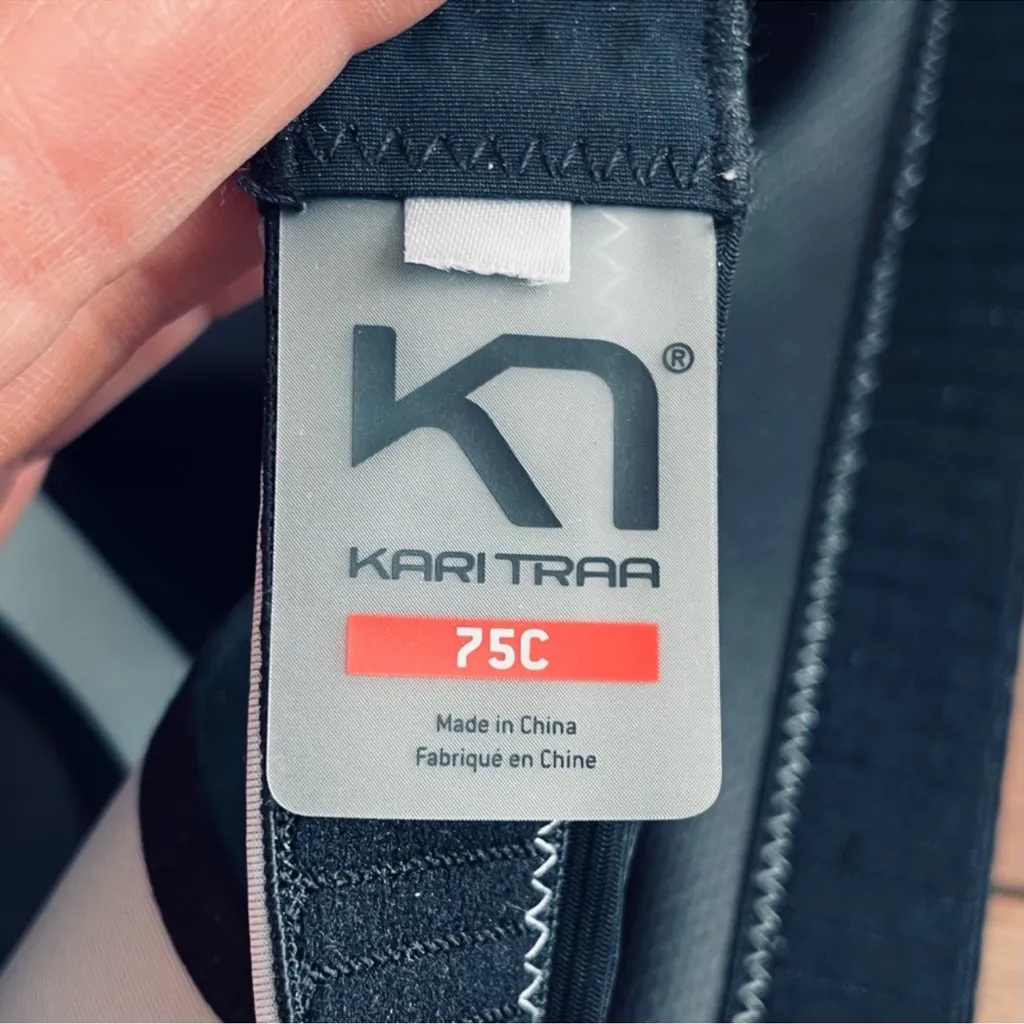 ®
KARI TRAA
75C
Made in China
Fabriqué en Chine